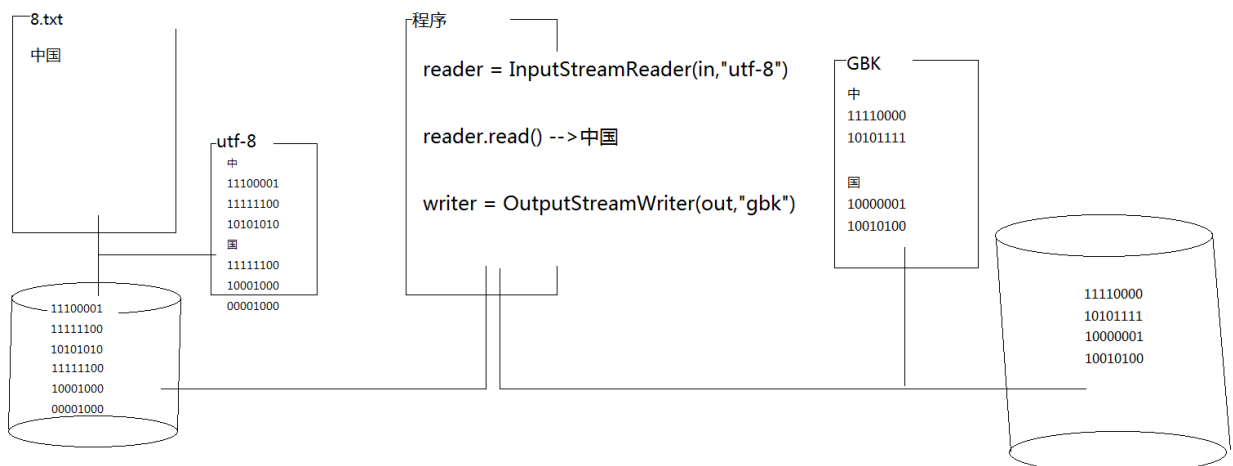 8.txt
中国
utf-8
中
11100001
11111100
10101010
国
11111100
10001000
00001000
11100001
11111100
10101010
11111100
10001000
00001000
程序
reader = InputStreamReader(in,"utf-8")
reader.read() -->中国
writer = OutputStreamWriter(out,"gbk")
GBK
中
11110000
10101111
国
10000001
10010100
11110000
10101111
10000001
10010100